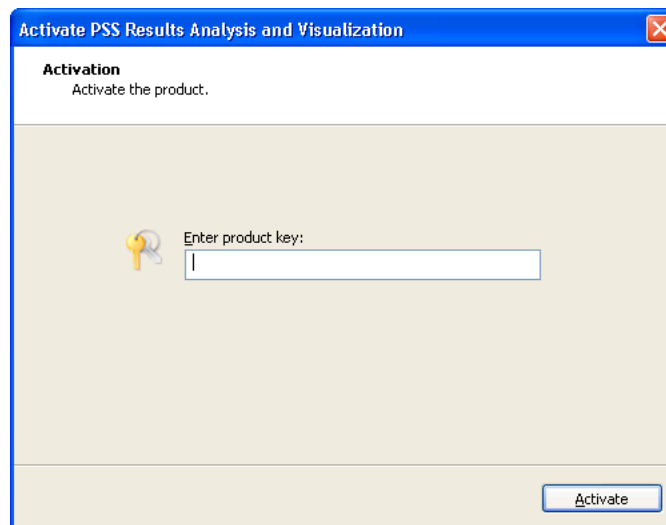 Activate PSS Results Analysis and Visualization
Activation
Activate the product.
Enter product key:
Activate